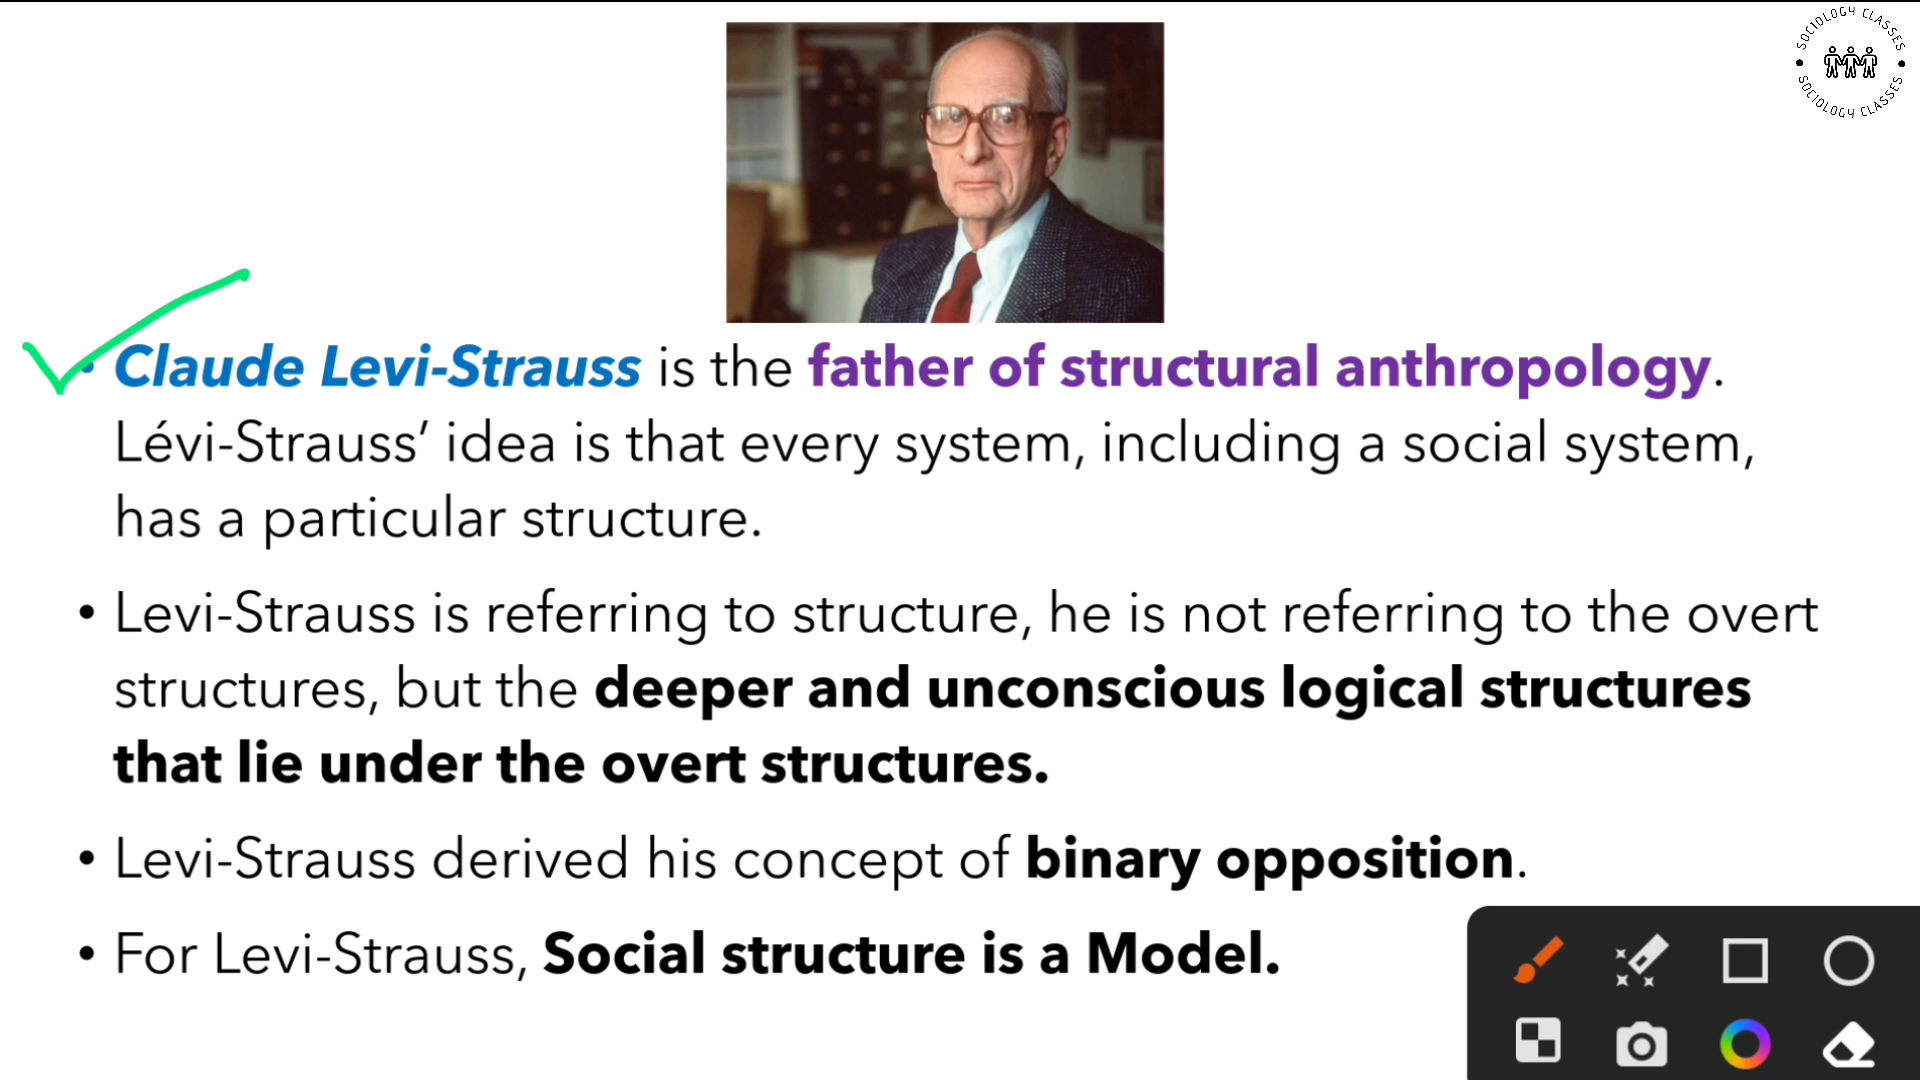 SOCIOLOGY CLASSES
SOCIOLOGY CLASSES
• Claude Levi-Strauss is the father of structural anthropology.
Lévi-Strauss’ idea is that every system, including a social system,
has a particular structure.
• Levi-Strauss is referring to structure, he is not referring to the overt
structures, but the deeper and unconscious logical structures
that lie under the overt structures.
• Levi-Strauss derived his concept of binary opposition.
• For Levi-Strauss, Social structure is a Model.